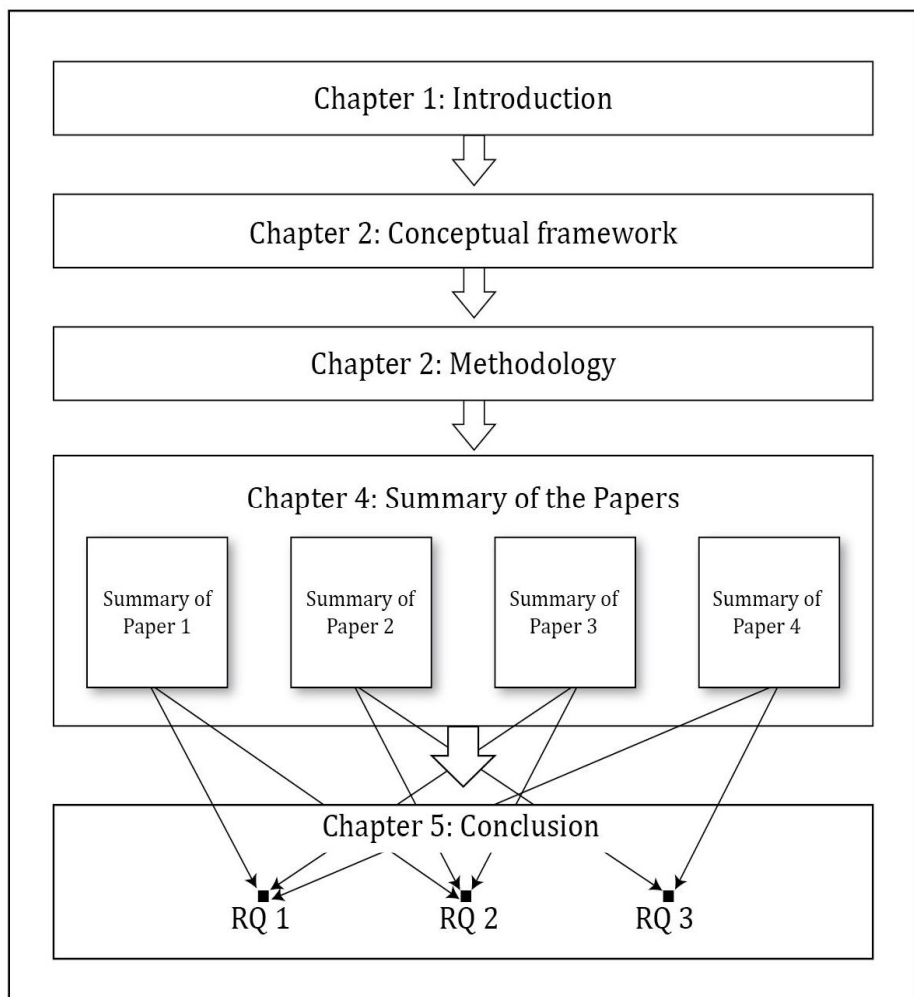 Chapter 1: Introduction
Chapter 2: Conceptual framework
Chapter 2: Methodology
Chapter 4: Summary of the Papers
Summary of
Paper 1
Summary of
Paper 2
Summary of
Paper 3
Summary of
Paper 4
Chapter 5: Conclusion
RQ 1
RQ 2
RQ 3